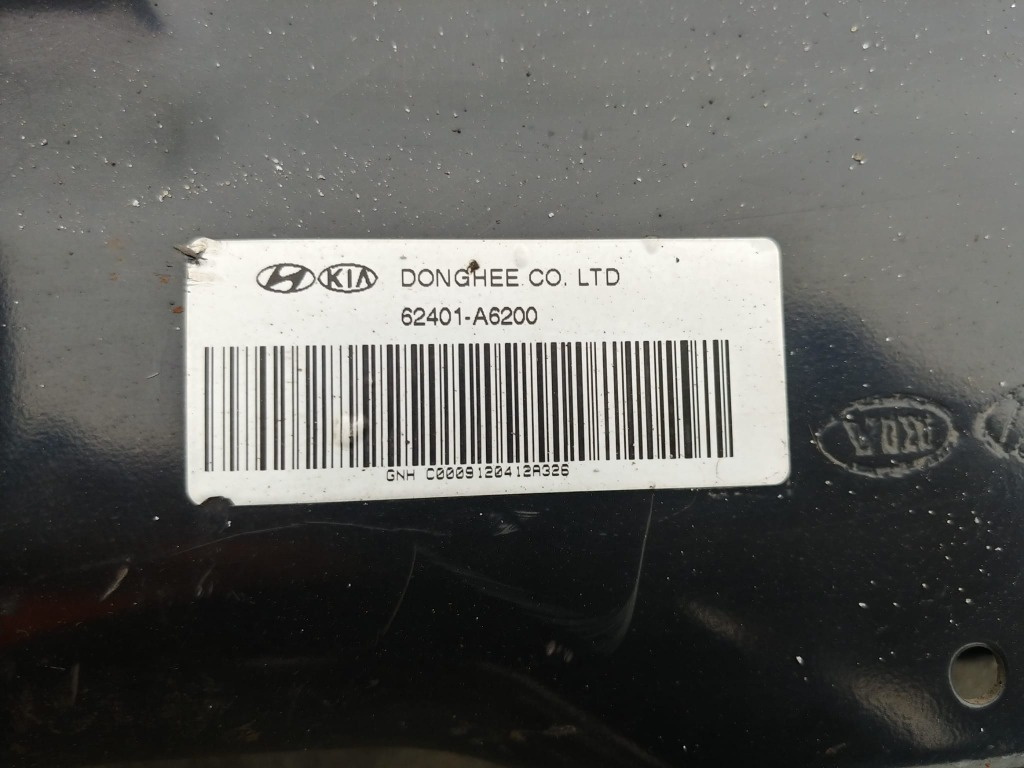 KIA DONGHEE CO. LTD
62401-A6200
GNH C0009120412A326